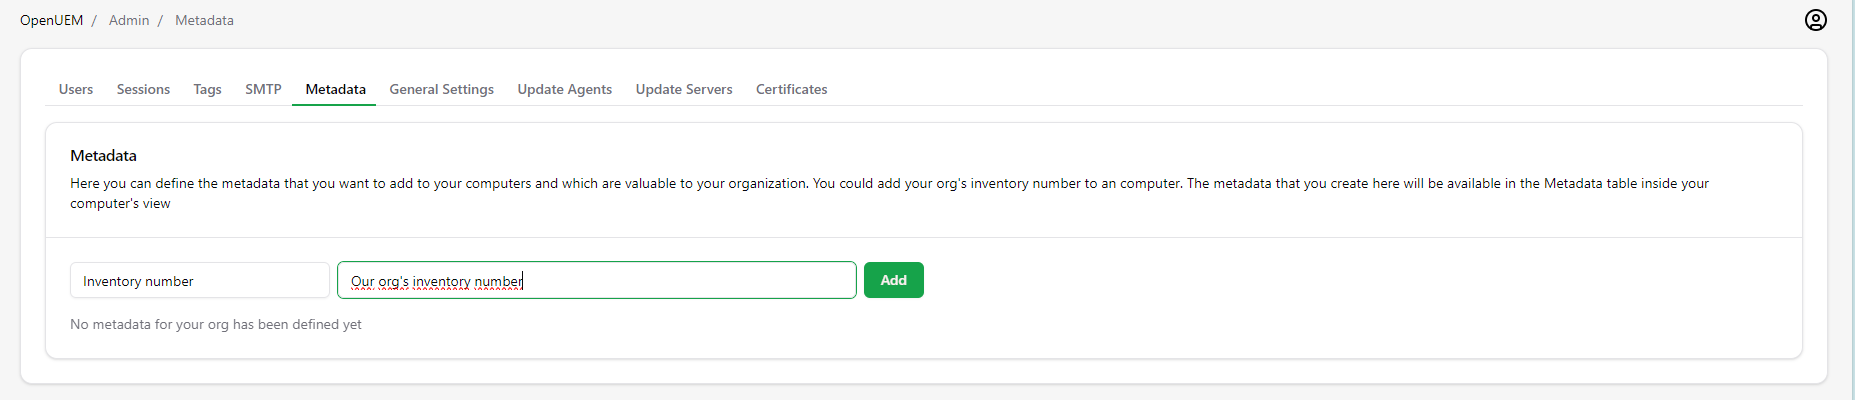 OpenUEM / Admin / Metadata
Users Sessions Tags SMTP Metadata General Settings Update Agents Update Servers Certificates
Metadata
Here you can define the metadata that you want to add to your computers and which are valuable to your organization. You could add your org's inventory number to an computer. The metadata that you create here will be available in the Metadata table inside your
computer's view
Inventory number Our org's inventory number Add
No metadata for your org has been defined yet